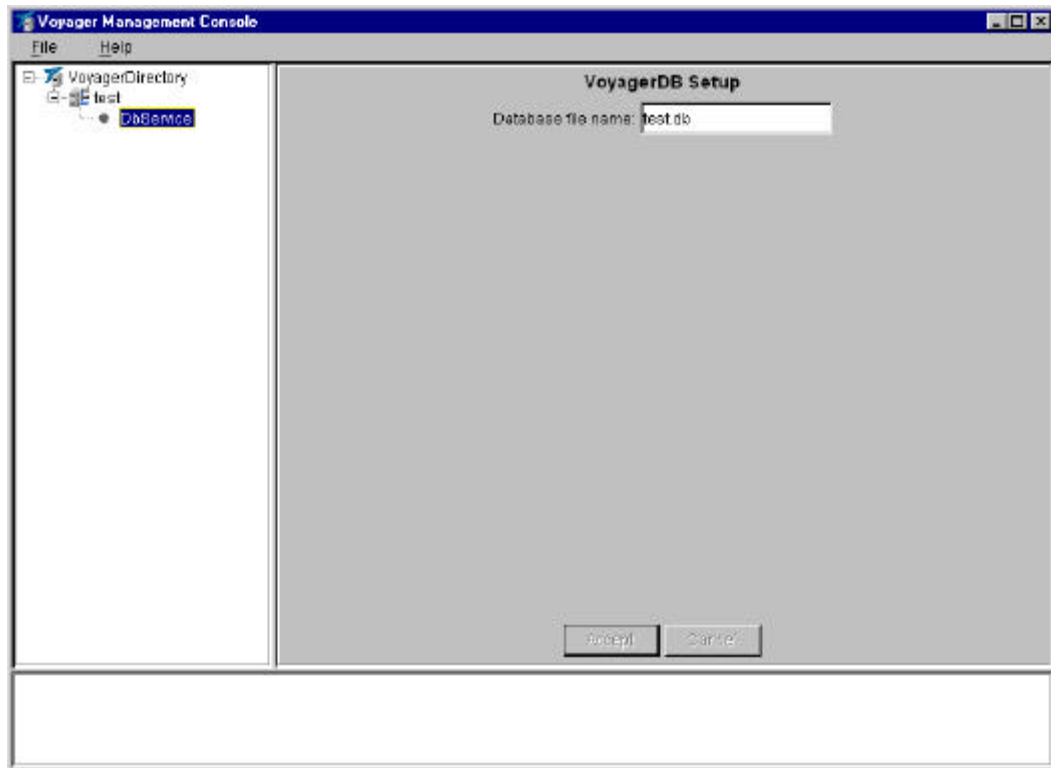 Voyager Management Console
File Help
VoyagerDirectory
test
DbService
VoyagerDB Setup
Database file name: test.db
Accept Cancel